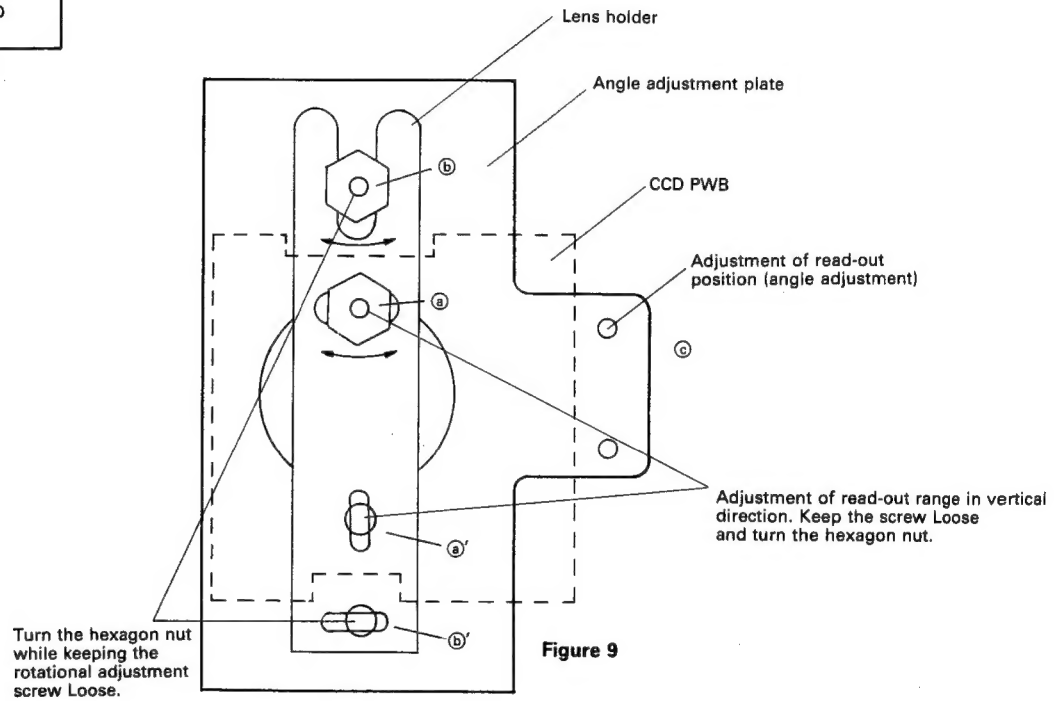 Lens holder
Angle adjustment plate
ⓑ
CCD PWB
Adjustment of read-out
position (angle adjustment)
ⓐ
ⓒ
Adjustment of read-out range in vertical
direction. Keep the screw Loose
and turn the hexagon nut.
ⓐ'
ⓑ'
Turn the hexagon nut
while keeping the
rotational adjustment
screw Loose.
Figure 9